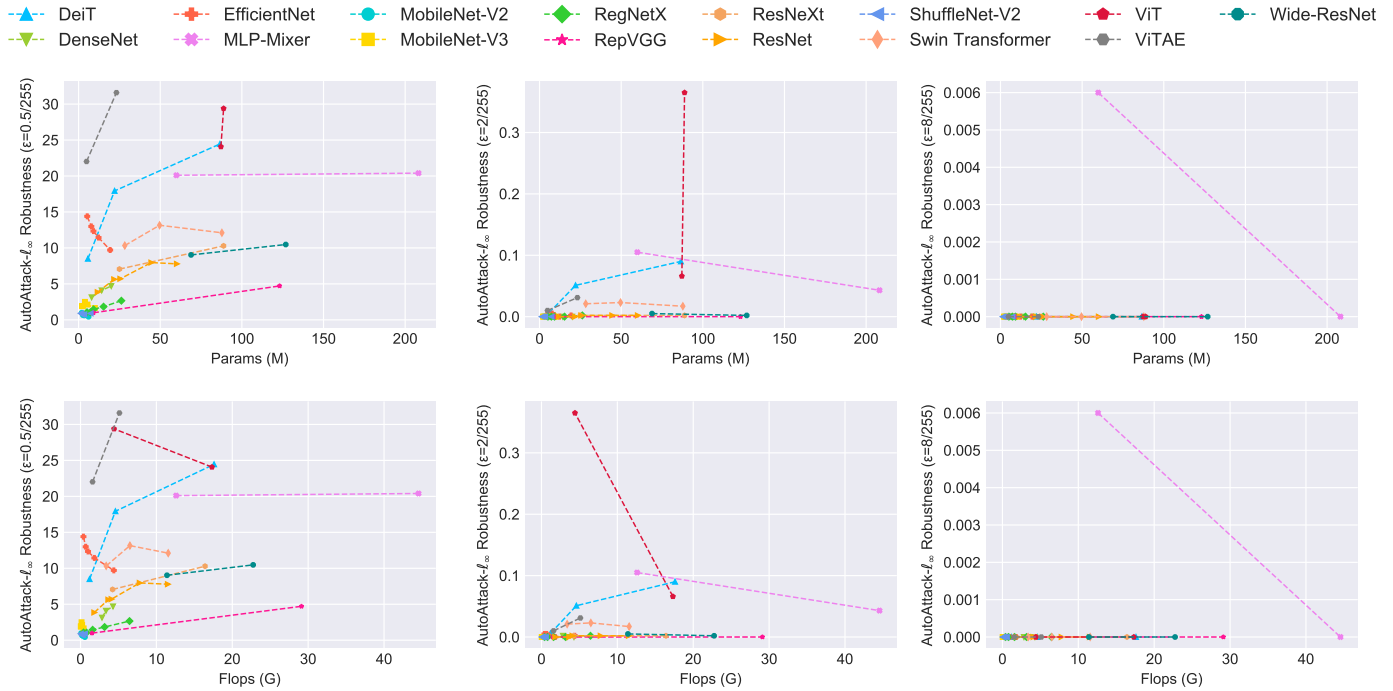 DeiT EfficientNet MobileNet-V2 RegNetX ResNeXt ShuffleNet-V2 ViT Wide-ResNet
DenseNet MLP-Mixer MobileNet-V3 RepVGG ResNet Swin Transformer ViTAE
AutoAttack-ℓ∞ Robustness (ε=0.5/255)
30
25
20
15
10
5
0
0 50 100 150 200
Params (M)
AutoAttack-ℓ∞ Robustness (ε=2/255)
0.3
0.2
0.1
0.0
0 50 100 150 200
Params (M)
AutoAttack-ℓ∞ Robustness (ε=8/255)
0.006
0.005
0.004
0.003
0.002
0.001
0.000
0 50 100 150 200
Params (M)
AutoAttack-ℓ∞ Robustness (ε=0.5/255)
30
25
20
15
10
5
0
0 10 20 30 40
Flops (G)
AutoAttack-ℓ∞ Robustness (ε=2/255)
0.3
0.2
0.1
0.0
0 10 20 30 40
Flops (G)
AutoAttack-ℓ∞ Robustness (ε=8/255)
0.006
0.005
0.004
0.003
0.002
0.001
0.000
0 10 20 30 40
Flops (G)